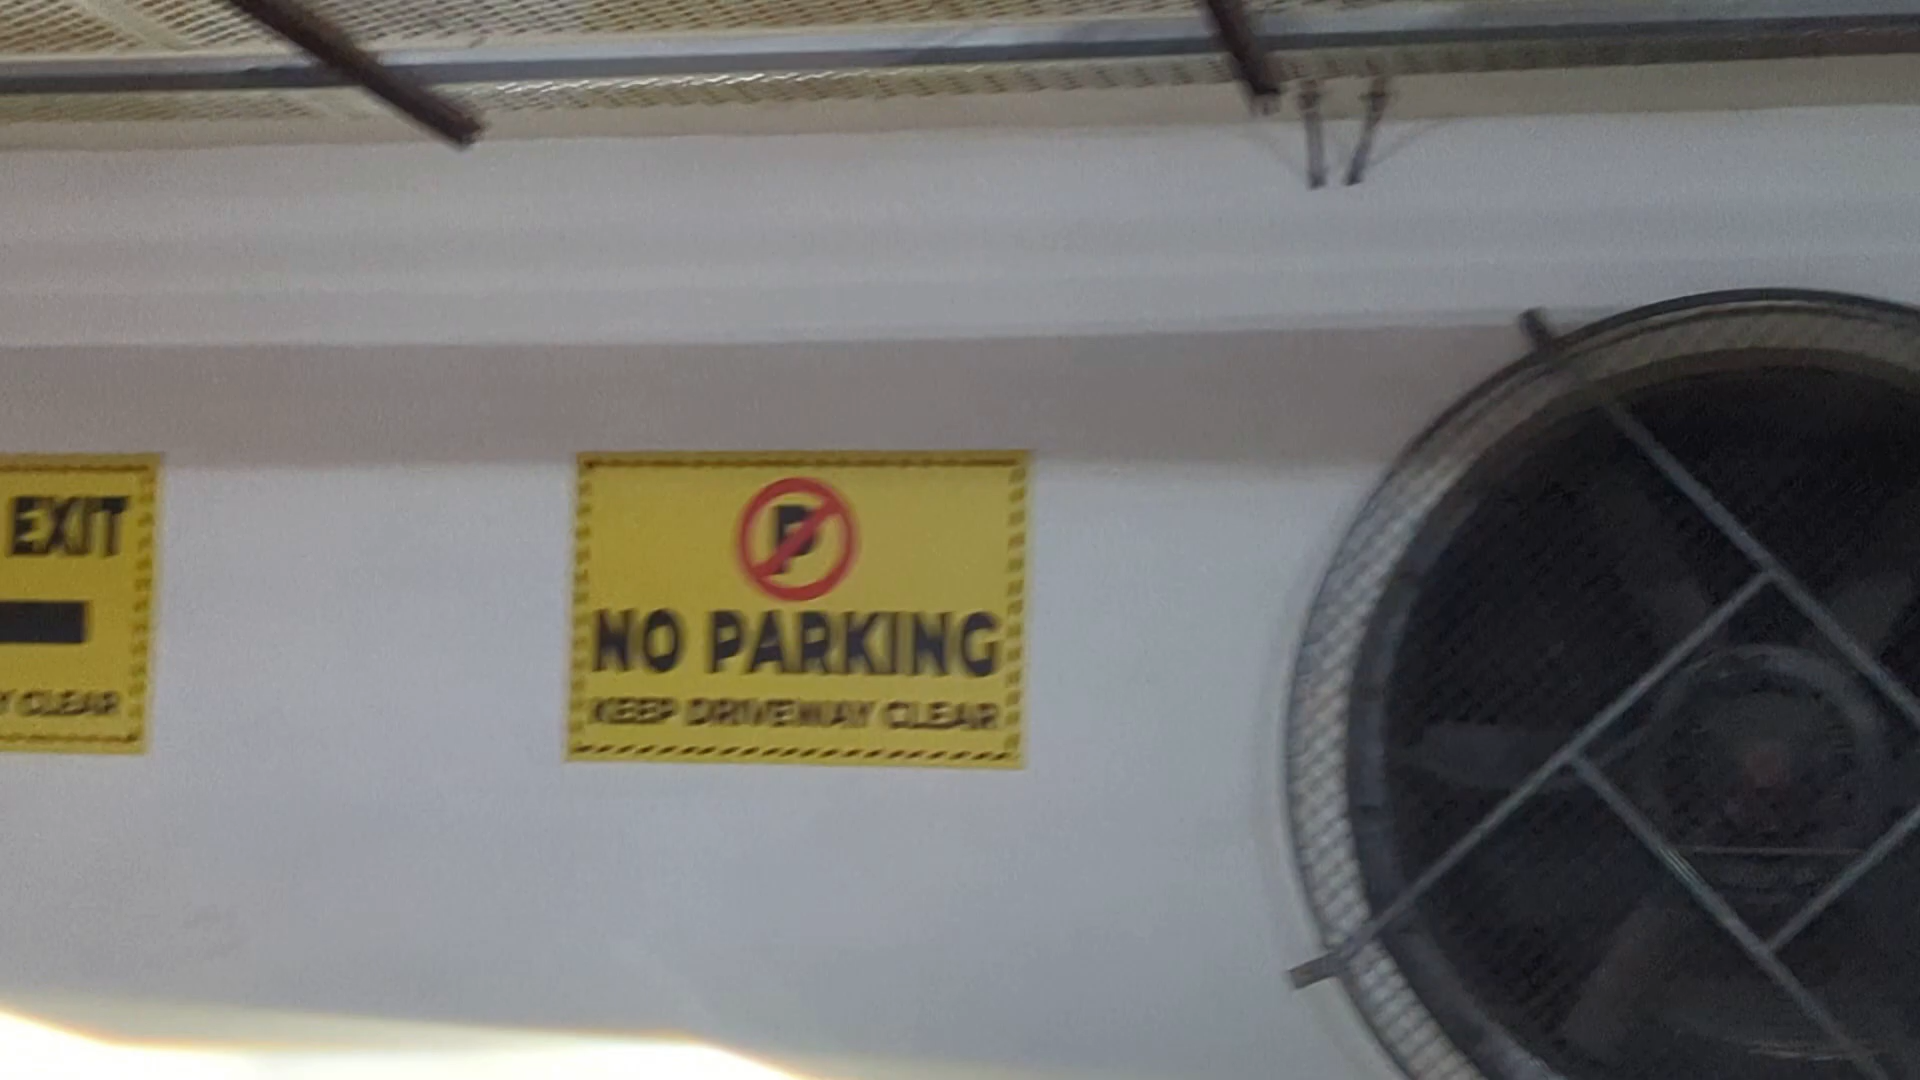 EXIT
CLEAR
P
NO PARKING
KEEP DRIVEWAY CLEAR